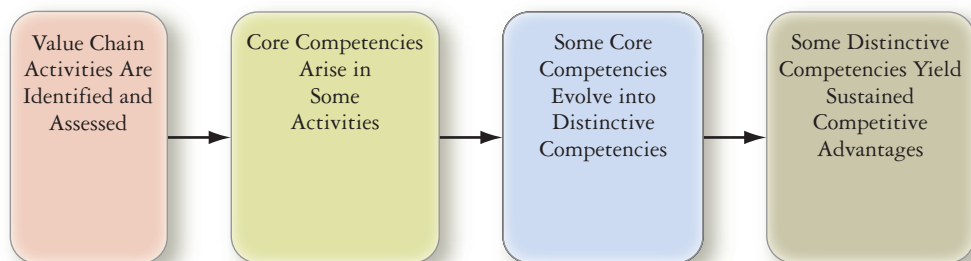 Value Chain
Activities Are
Identified and
Assessed
Core Competencies
Arise in
Some
Activities
Some Core
Competencies
Evolve into
Distinctive
Competencies
Some Distinctive
Competencies Yield
Sustained
Competitive
Advantages